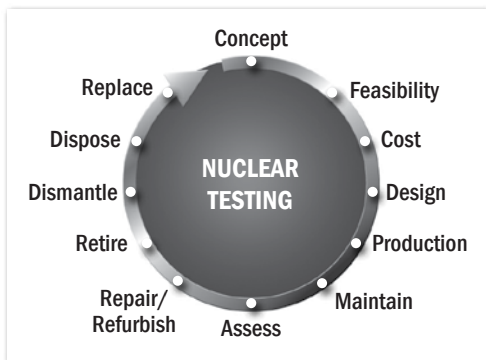 Concept
Feasibility
Cost
Design
Production
Maintain
Assess
Repair/
Refurbish
Retire
Dismantle
Dispose
Replace
NUCLEAR
TESTING